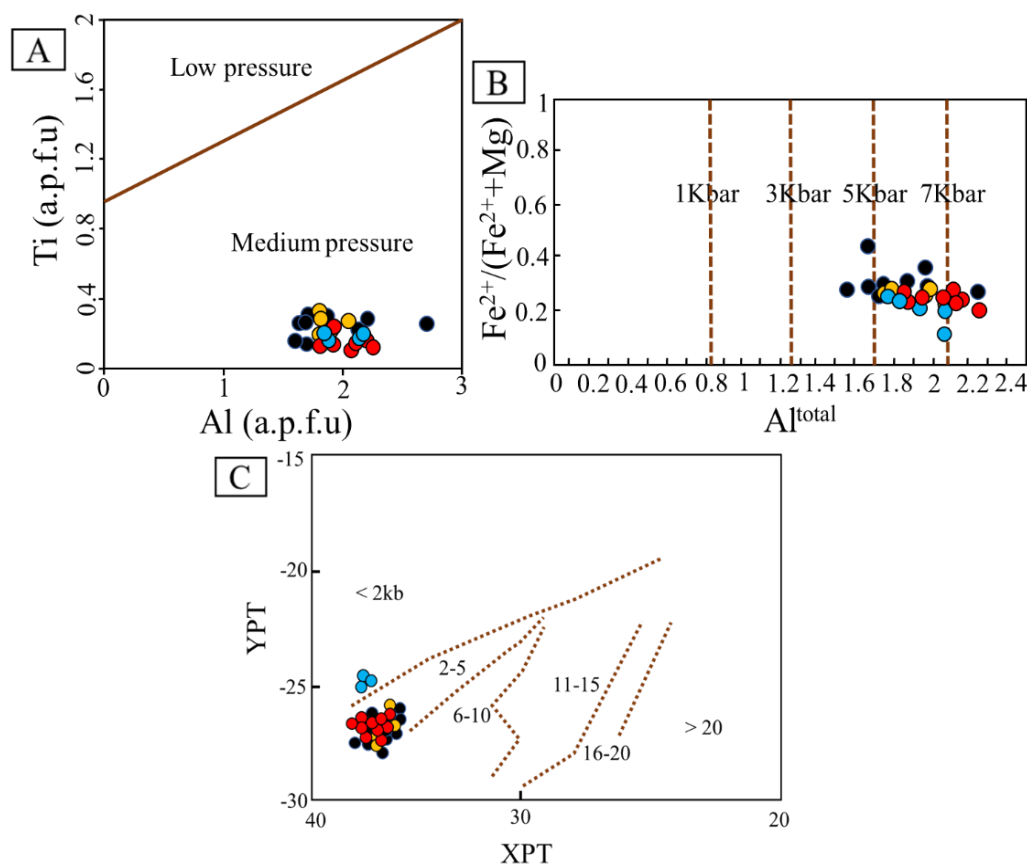 A
2
1.6
1.2
0.8
0.4
0
Ti (a.p.f.u)
Low pressure
Medium pressure
0
1
2
3
Al (a.p.f.u)
B
1
0.8
0.6
0.4
0.2
0
Fe²⁺/(Fe²⁺+Mg)
1Kbar
3Kbar
5Kbar
7Kbar
0 0.2 0.4 0.6 0.8 1 1.2 1.4 1.6 1.8 2 2.2 2.4
Al^total
C
-15
-20
-25
-30
YPT
< 2kb
2-5
6-10
11-15
16-20
> 20
40
30
20
XPT